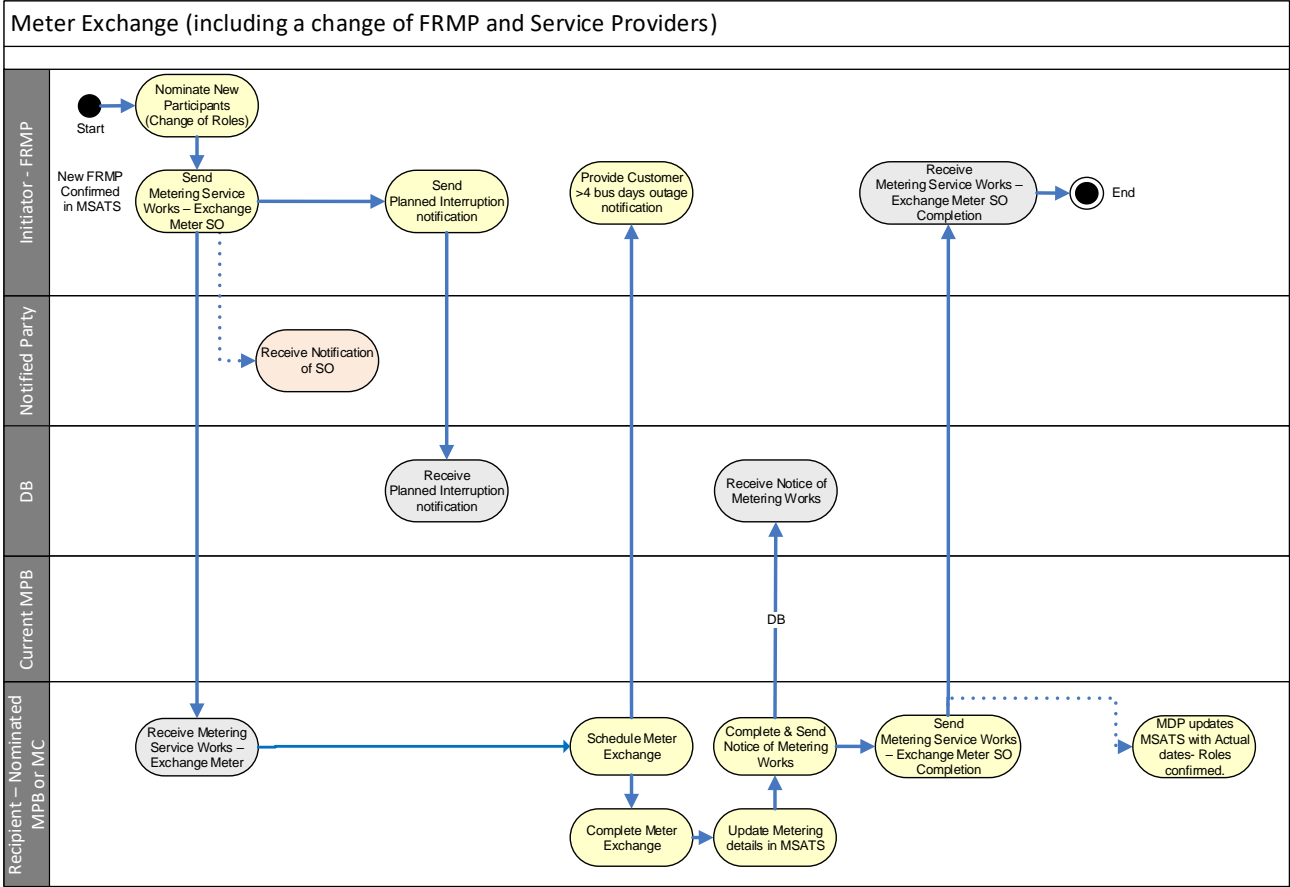 Meter Exchange (including a change of FRMP and Service Providers)
Initiator - FRMP
Start
Nominate New
Participants
(Change of Roles)
New FRMP
Confirmed
in MSATS
Send
Metering Service
Works – Exchange
Meter SO
Send
Planned Interruption
notification
Provide Customer
>4 bus days outage
notification
Receive
Metering Service Works –
Exchange Meter SO
Completion
End
Notified Party
Receive Notification
of SO
DB
Receive
Planned Interruption
notification
Receive Notice of
Metering Works
Current MPB
DB
Recipient – Nominated
MPB or MC
Receive Metering
Service Works –
Exchange Meter
Schedule Meter
Exchange
Complete & Send
Notice of Metering
Works
Send
Metering Service Works
– Exchange Meter SO
Completion
MDP updates
MSATS with Actual
dates- Roles
confirmed.
Complete Meter
Exchange
Update Metering
details in MSATS